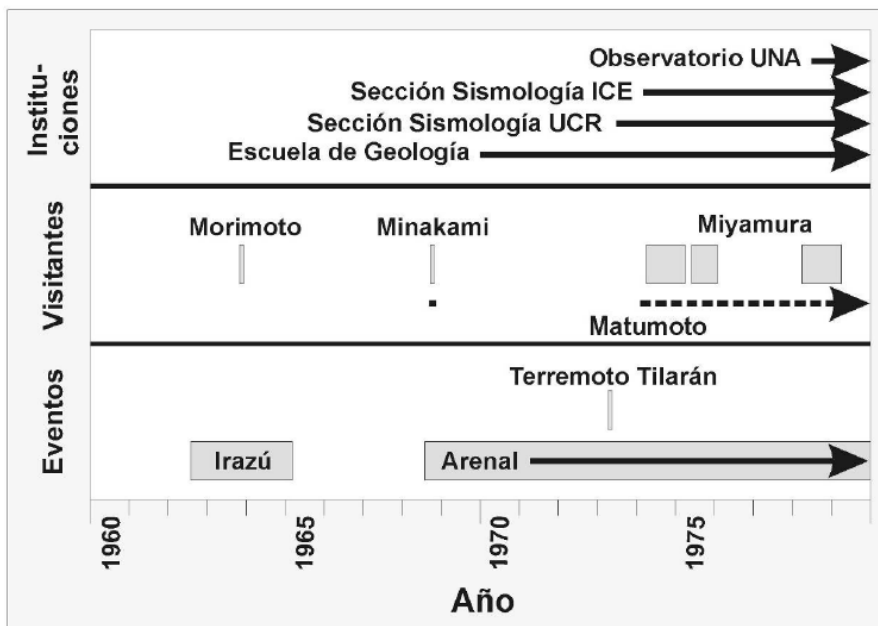 Institu-
ciones
Observatorio UNA
Sección Sismología ICE
Sección Sismología UCR
Escuela de Geología
Visitantes
Morimoto
Minakami
Miyamura
Matumoto
Eventos
Terremoto Tilarán
Irazú
Arenal
1960
1965
1970
1975
Año